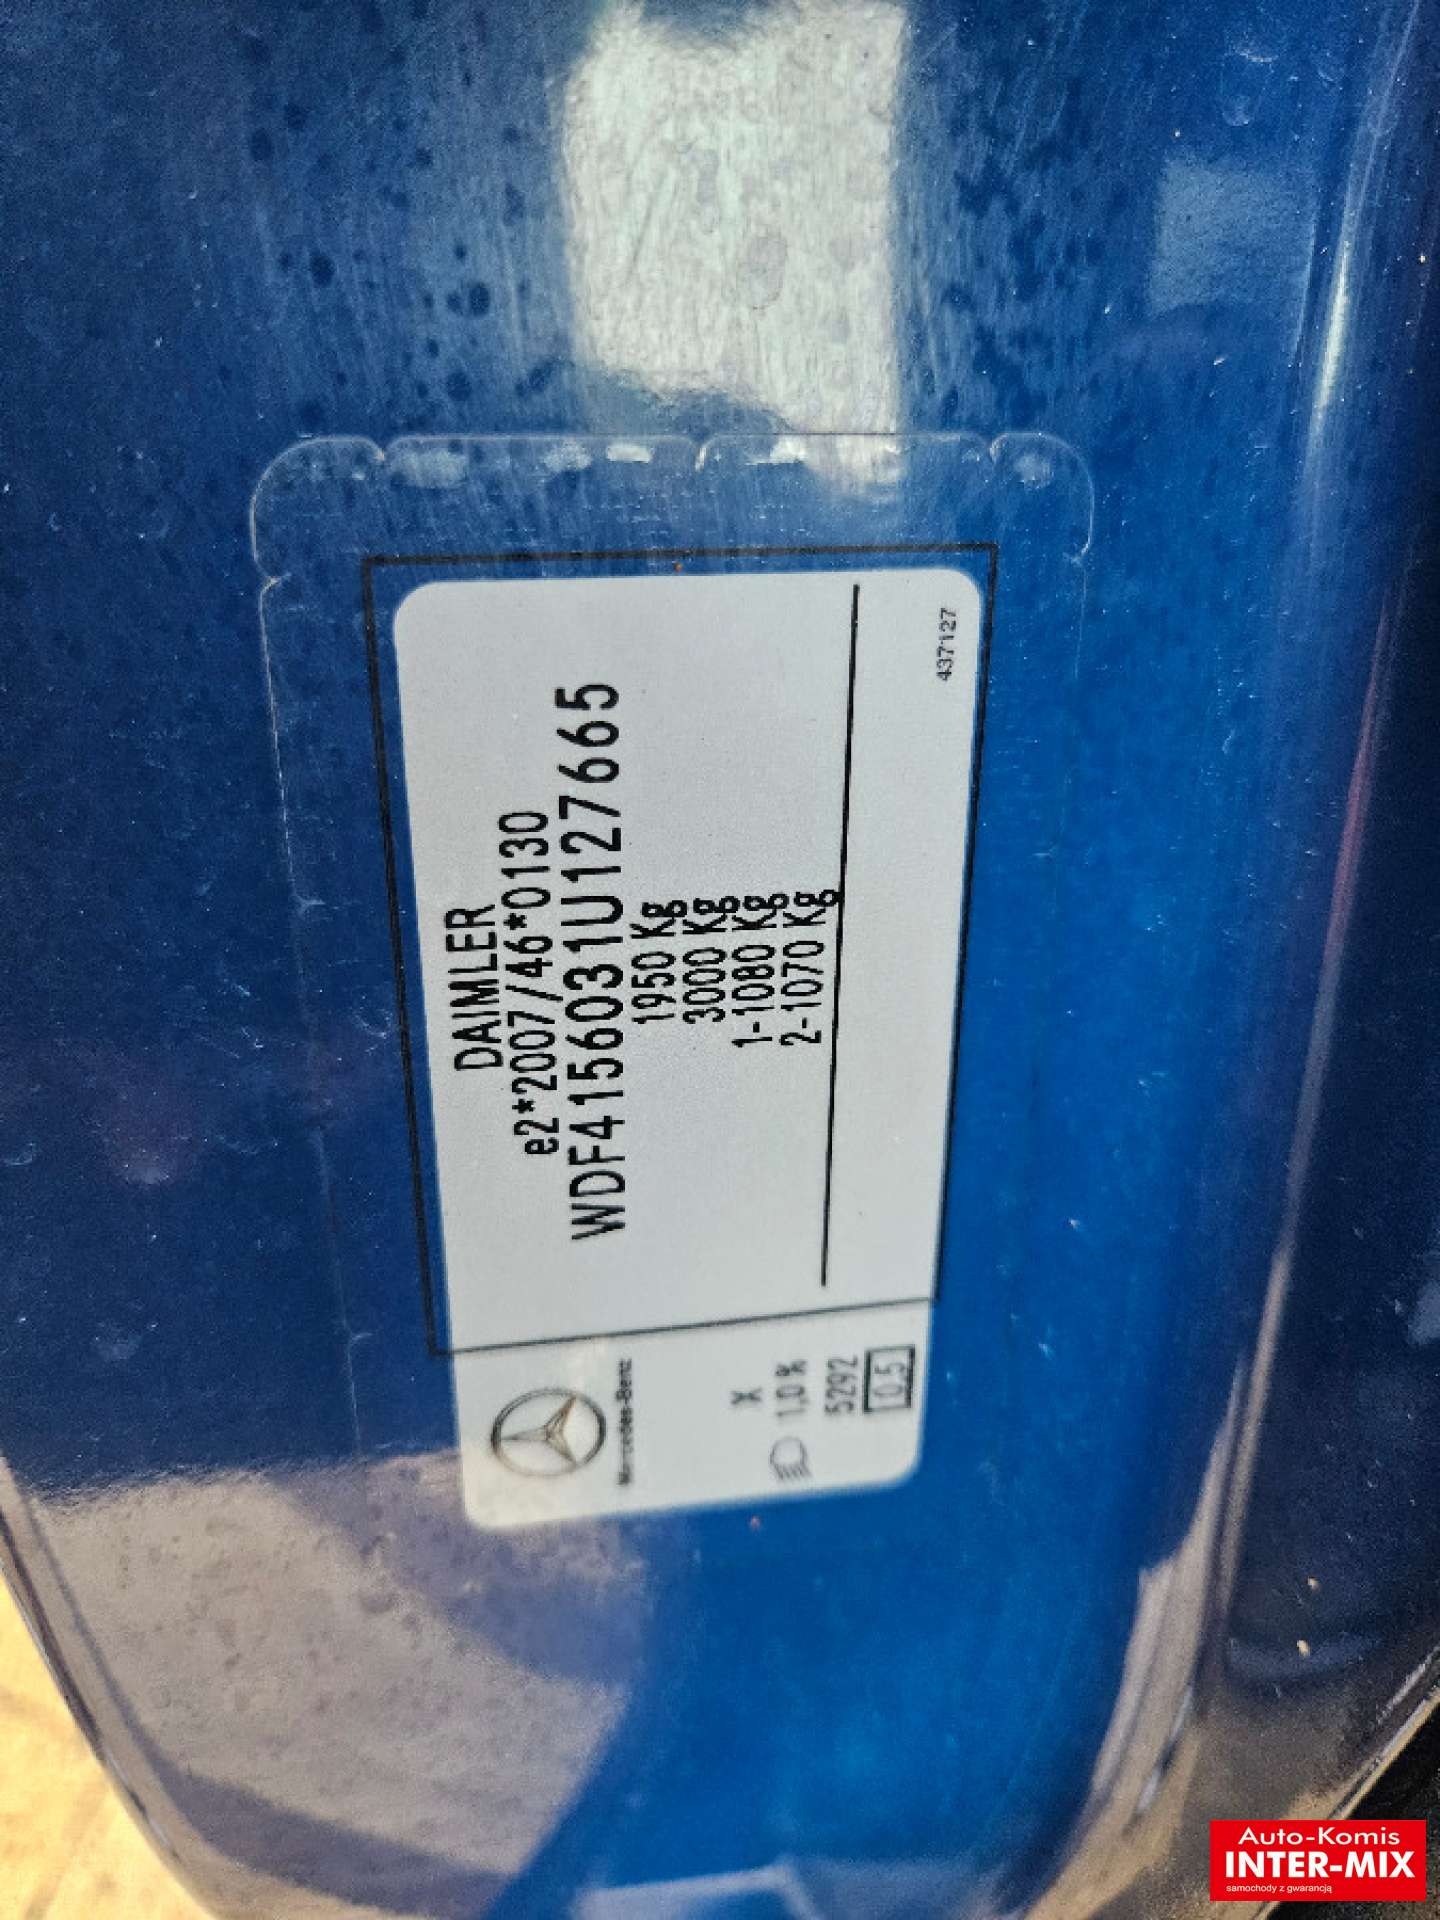 DAIMLER
e2*2007/46*0130
WDF4156031U127665
1950 Kg
3000 Kg
1-1080 Kg
2-1070 Kg
437127
Mercedes-Benz
X
1,0%
5292
0,5
Auto-Komis
INTER-MIX
samochody z gwarancją